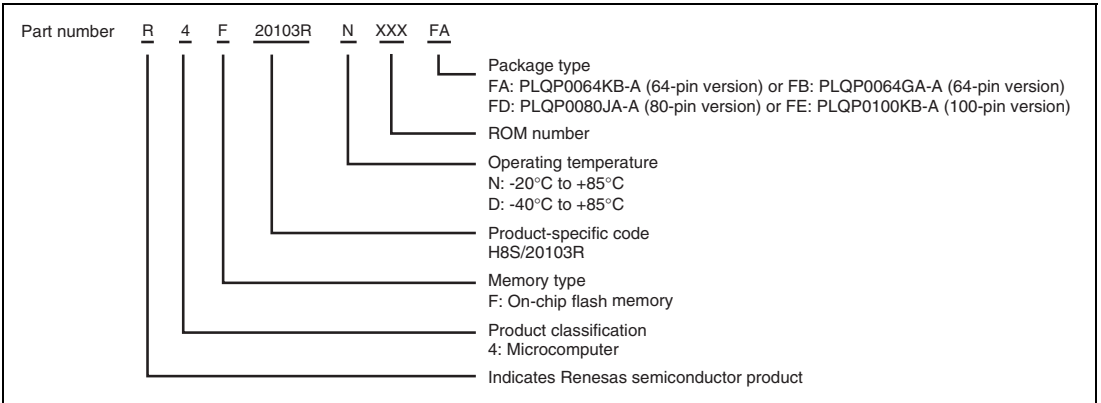 Part number R 4 F 20103R N XXX FA
Package type
FA: PLQP0064KB-A (64-pin version) or FB: PLQP0064GA-A (64-pin version)
FD: PLQP0080JA-A (80-pin version) or FE: PLQP0100KB-A (100-pin version)
ROM number
Operating temperature
N: -20°C to +85°C
D: -40°C to +85°C
Product-specific code
H8S/20103R
Memory type
F: On-chip flash memory
Product classification
4: Microcomputer
Indicates Renesas semiconductor product